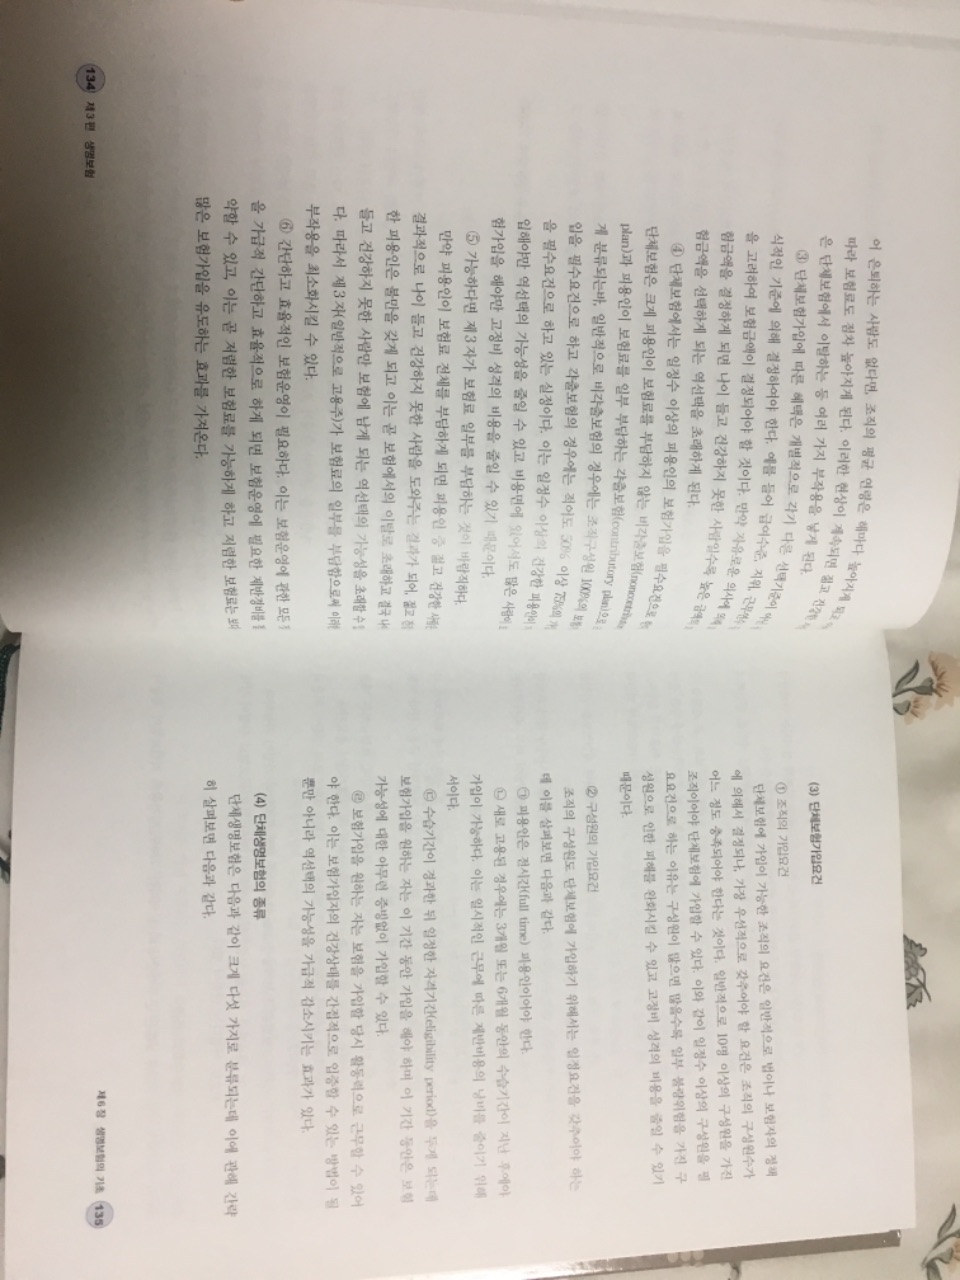 어 은퇴하는 사람도 없다면, 조직의 평균 연령은 해마다 높아지게 되고
따라 보험료도 점차 높아지게 된다. 이러한 현상이 계속되면 젊고 건강한
은 단체보험에서 이탈하는 등 여러 가지 부작용을 낳게 된다.
③ 단체보험가입에 따른 혜택은 개별적으로 각기 다른 선택기준이
식적인 기준에 의해 결정하여야 한다. 예를 들어 급여수준, 지위,
을 고려하여 보험금액이 결정되어야 할 것이다. 만약 자유로운 의사에 의해
험금액을 결정하게 되면 나이 들고 건강하지 못한 사람일수록 높은
험금액을 선택하게 되는 역선택을 초래하게 된다.
④ 단체보험에서는 일정수 이상의 피용인의 보험가입을 필수요건으로
단체보험은 크게 피용인이 보험료를 부담하지 않는 비각출보험
plan)과 피용인이 보험료를 일부 부담하는 각출보험(contributary plan)으로
게 분류되는바, 일반적으로 비각출보험의 경우에는 조직구성원 100%의
입을 필수요건으로 하고 각출보험의 경우에는 적어도 50% 이상 75%의
을 필수요건으로 하고 있는 실정이다. 이는 일정수 이상의 건강한 피용인이
입해야만 역선택의 가능성을 줄일 수 있고 비용면에 있어서도 많은 사람이
험가입을 해야만 고정비 성격의 비용을 줄일 수 있기 때문이다.
⑤ 가능하다면 제3자가 보험료 일부를 부담하는 것이 바람직하다.
만약 피용인이 보험료 전체를 부담하게 되면 피용인 중 젊고 건강한
결과적으로 나이 들고 건강하지 못한 사람을 도와주는 결과가 되어, 젊고
한 피용인은 불만을 갖게 되고 이는 곧 보험에서의 이탈로 초래하고 결국
들고 건강하지 못한 사람만 보험에 남게 되는 역선택의 가능성을 초래할 수
다. 따라서 제3자(일반적으로 고용주)가 보험료의 일부를 부담함으로써
부작용을 최소화시킬 수 있다.
⑥ 간단하고 효율적인 보험운영이 필요하다. 이는 보험운영에 관한 모든
을 가급적 간단하고 효율적으로 하게 되면 보험운영에 필요한 제반경비를
약할 수 있고, 이는 곧 저렴한 보험료를 가능하게 하고 저렴한 보험료는
많은 보험가입을 유도하는 효과를 가져온다.
134 제3편 생명보험
(3) 단체보험가입요건
① 조직의 가입요건
단체보험에 가입이 가능한 조직의 요건은 일반적으로 법이나 보험자의 정책
에 의해서 결정되나, 가장 우선적으로 갖추어야 할 요건은 조직의 구성원수가
어느 정도 충족되어야 한다는 것이다. 일반적으로 10명 이상의 구성원을 가진
조직이어야 단체보험에 가입할 수 있다. 이와 같이 일정수 이상의 구성원을 필
요요건으로 하는 이유는 구성원이 많으면 많을수록 일부 불량위험을 가진 구
성원으로 인한 피해를 완화시킬 수 있고 고정비 성격의 비용을 줄일 수 있기
때문이다.
② 구성원의 가입요건
조직의 구성원도 단체보험에 가입하기 위해서는 일정요건을 갖추어야 하는
데 이를 살펴보면 다음과 같다.
㉠ 피용인은 전시간(full time) 피용인이어야 한다.
㉡ 새로 고용된 경우에는 3개월 또는 6개월 동안의 수습기간이 지난 후에야
가입이 가능하다. 이는 일시적인 근무에 따른 제반비용의 낭비를 줄이기 위해
서이다.
㉢ 수습기간이 경과한 뒤 일정한 자격기간(eligibility period)을 두게 되는데
보험가입을 원하는 자는 이 기간 동안 가입을 해야 하며 이 기간 동안은 보험
가능성에 대한 아무런 증빙없이 가입할 수 있다.
㉣ 보험가입을 원하는 자는 보험을 가입할 당시 활동력으로 근무할 수 있어
야 한다. 이는 보험가입자의 건강상태를 간접적으로 입증할 수 있는 방법이 될
뿐만 아니라 역선택의 가능성을 가급적 감소시키는 효과가 있다.
(4) 단체생명보험의 종류
단체생명보험은 다음과 같이 크게 다섯 가지로 분류되는데 이에 관해 간략
히 살펴보면 다음과 같다.
제6장 생명보험의 기초 135